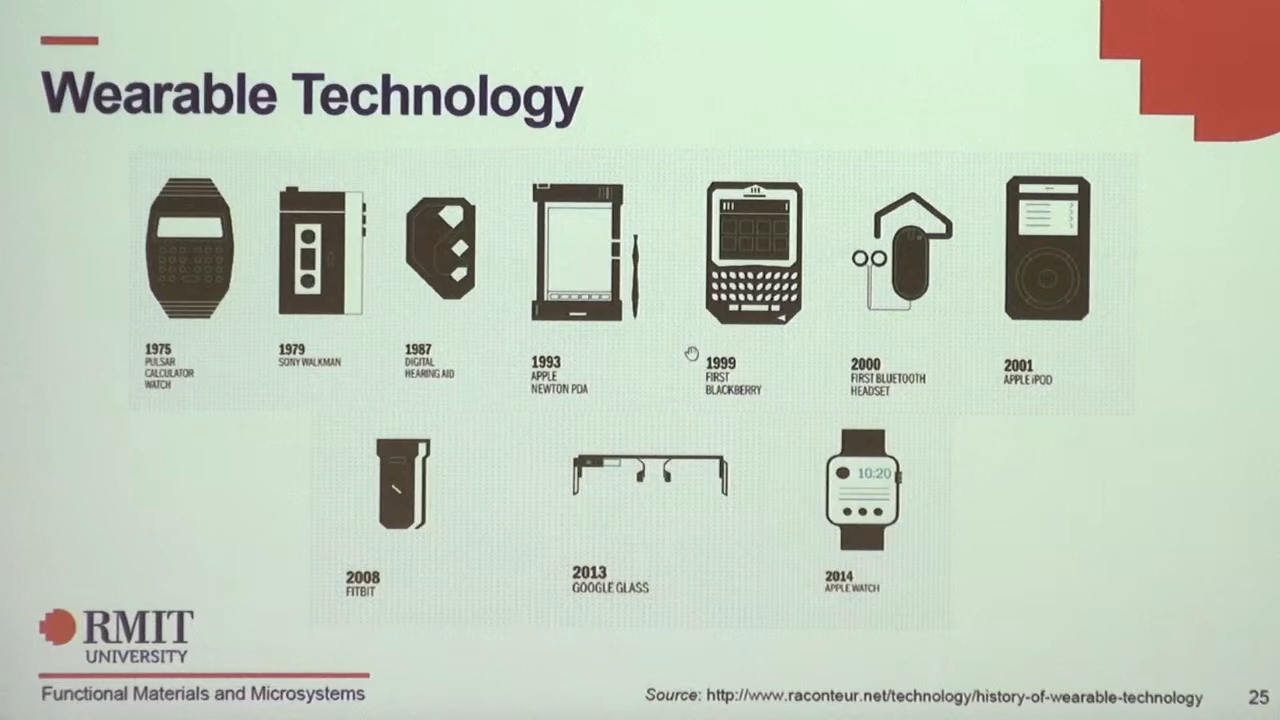 Wearable Technology
1975
PULSAR
CALCULATOR
WATCH
1979
SONY WALKMAN
1987
DIGITAL
HEARING AID
1993
APPLE
NEWTON PDA
1999
FIRST
BLACKBERRY
2000
FIRST BLUETOOTH
HEADSET
2001
APPLE iPOD
10:20
2008
FITBIT
2013
GOOGLE GLASS
2014
APPLE WATCH
RMIT
UNIVERSITY
Functional Materials and Microsystems
Source: http://www.raconteur.net/technology/history-of-wearable-technology
25